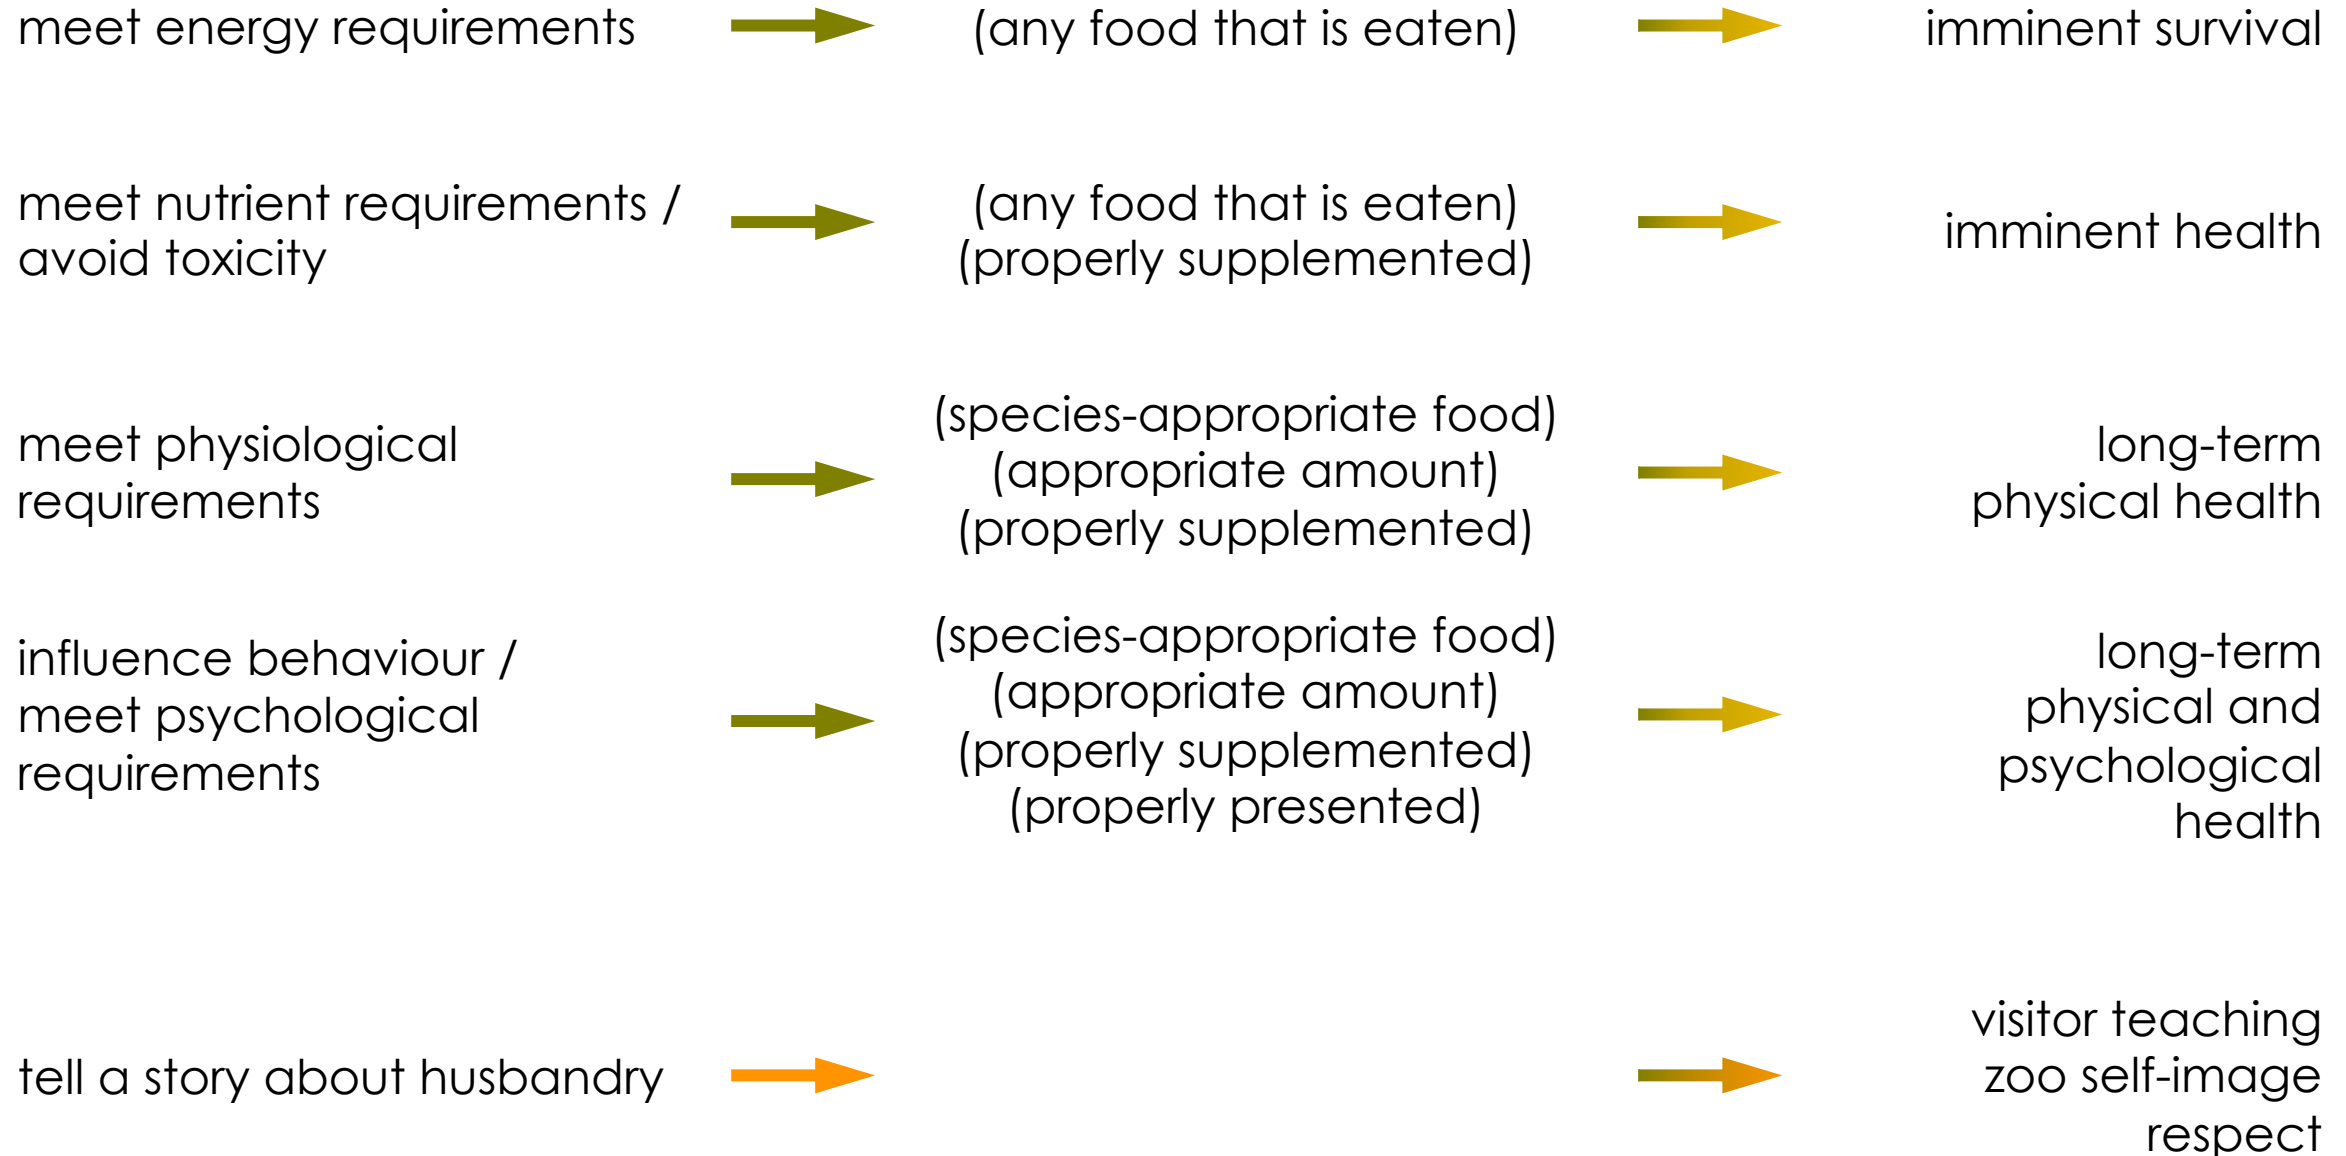 meet energy requirements
(any food that is eaten)
imminent survival
meet nutrient requirements /
avoid toxicity
(any food that is eaten)
(properly supplemented)
imminent health
meet physiological
requirements
(species-appropriate food)
(appropriate amount)
(properly supplemented)
long-term
physical health
influence behaviour /
meet psychological
requirements
(species-appropriate food)
(appropriate amount)
(properly supplemented)
(properly presented)
long-term
physical and
psychological
health
tell a story about husbandry
visitor teaching
zoo self-image
respect